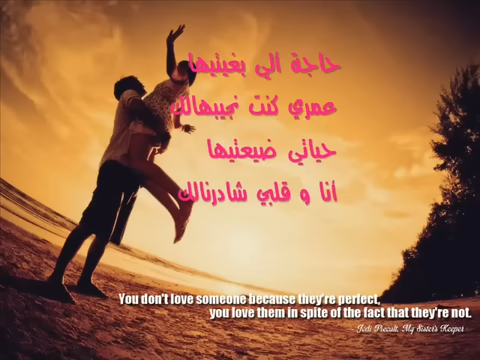 حاجة الي بغيتيها
عمري كنت نجيبهالك
حياتي ضيعتيها
أنا و قلبي شادرنالك
You don't love someone because they're perfect,
you love them in spite of the fact that they're not.
-Jodi Picoult, My Sister's Keeper